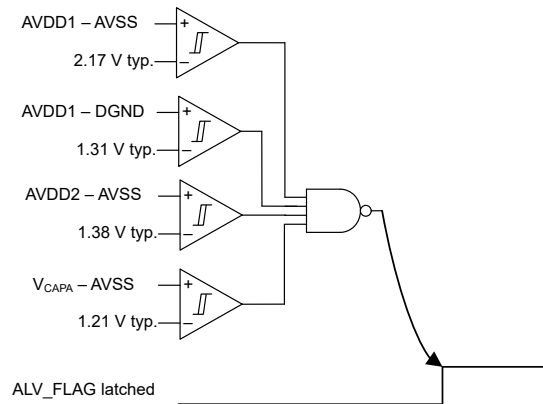 AVDD1 – AVSS
2.17 V typ.
AVDD1 – DGND
1.31 V typ.
AVDD2 – AVSS
1.38 V typ.
VCAPA – AVSS
1.21 V typ.
ALV_FLAG latched